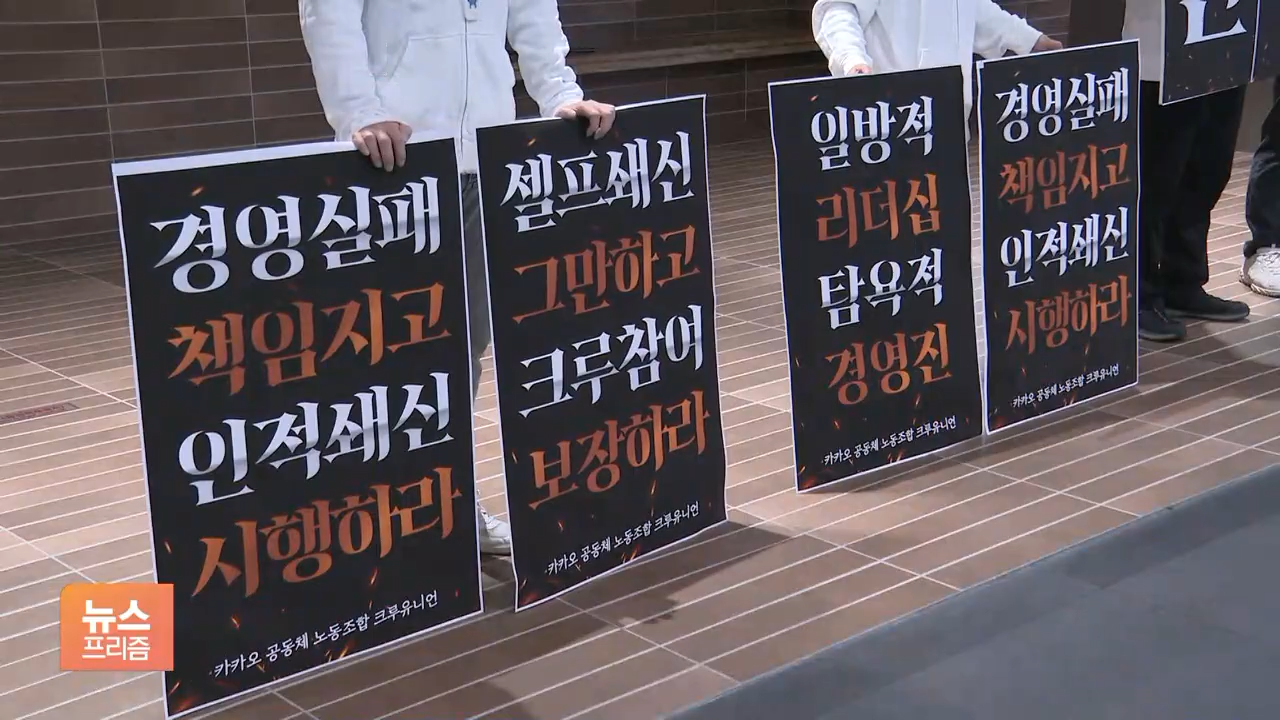 경영실패
책임지고
인적쇄신
시행하라
카카오 공동체 노동조합 크루유니언
셀프쇄신
그만하고
크루참여
보장하라
카카오 공동체 노동조합 크루유니언
일방적
리더십
탐욕적
경영진
카카오 공동체 노동조합 크루유니언
경영실패
책임지고
인적쇄신
시행하라
카카오 공동체 노동조합 크루유니언
뉴스
프리즘